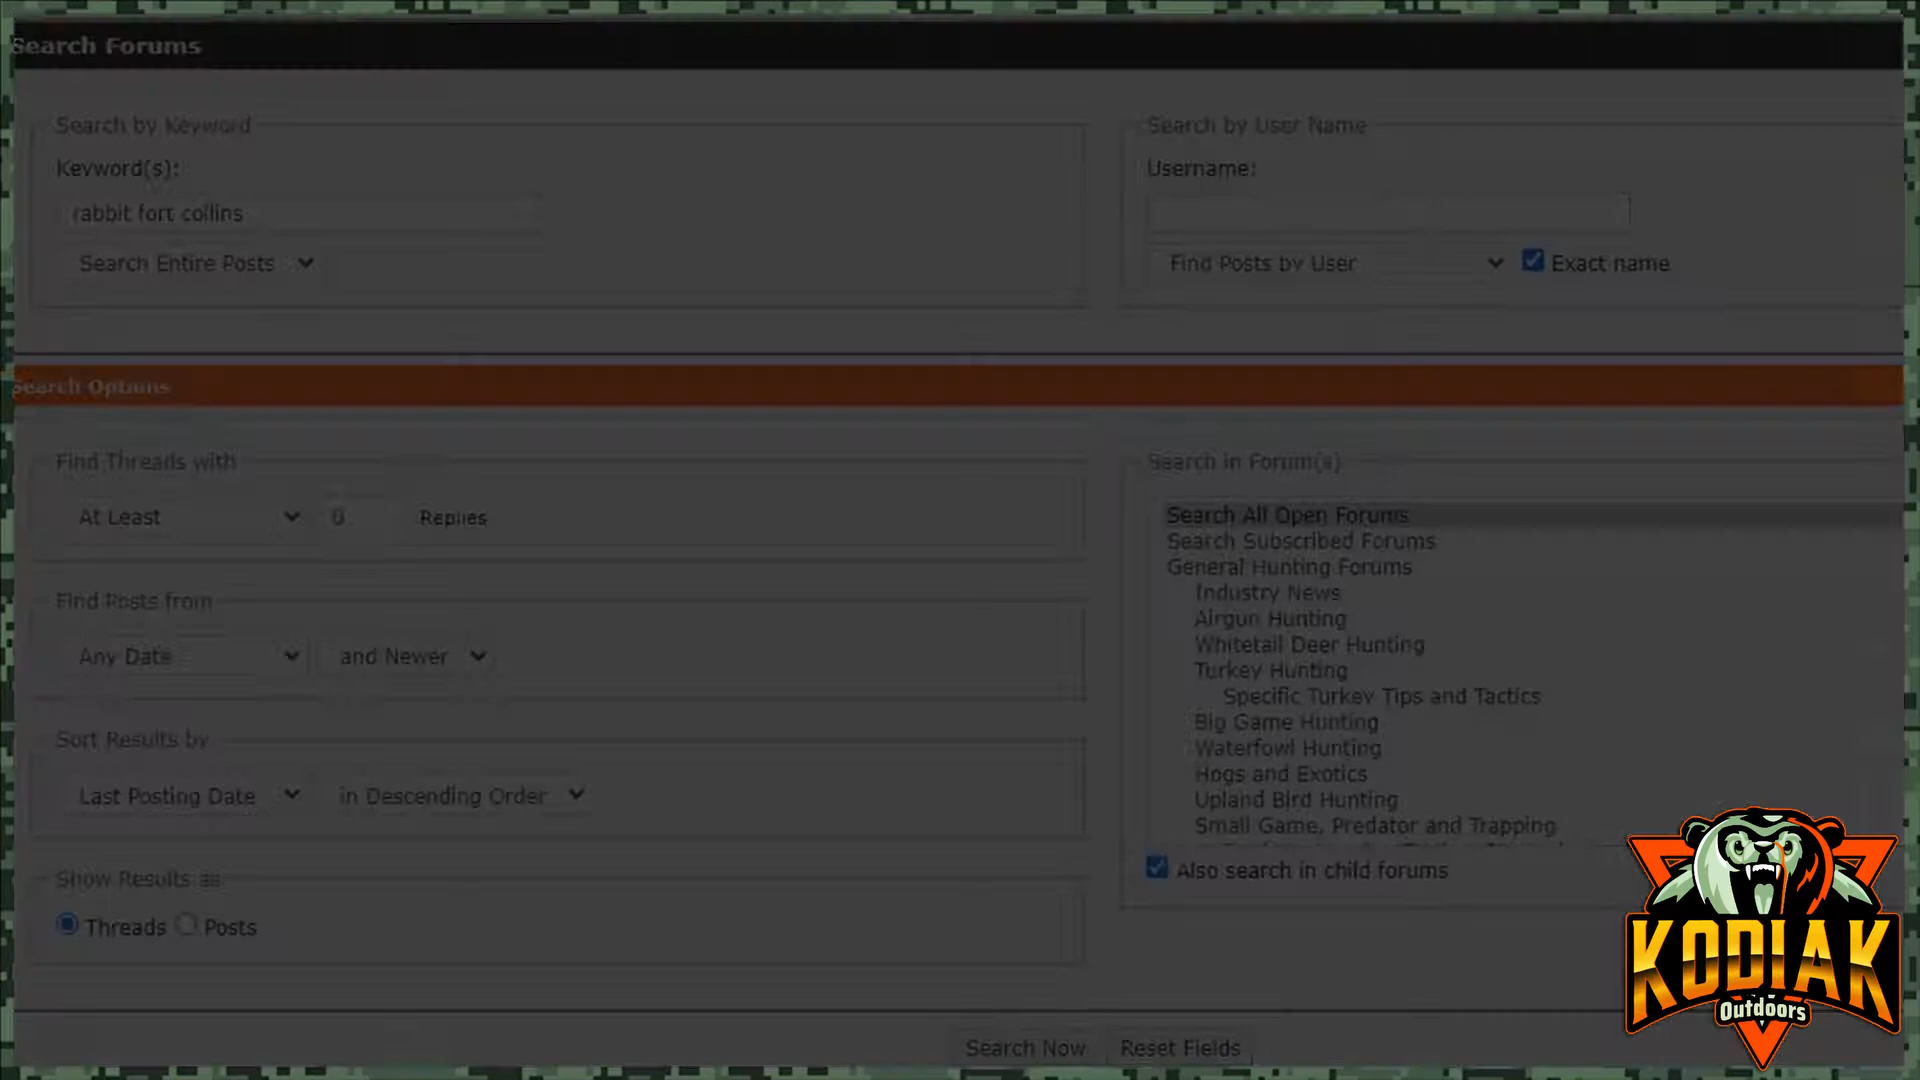 Search Forums
Search by Keyword
Keyword(s):
rabbit fort collins
Search Entire Posts
Search by User Name
Username:
Find Posts by User
Exact name
Search Options
Find Threads with
At Least
0
Replies
Find Posts from
Any Date
and Newer
Sort Results by
Last Posting Date
in Descending Order
Show Results as
Threads
Posts
Search in Forum(s)
Search All Open Forums
Search Subscribed Forums
General Hunting Forums
Industry News
Airgun Hunting
Whitetail Deer Hunting
Turkey Hunting
Specific Turkey Tips and Tactics
Big Game Hunting
Waterfowl Hunting
Hogs and Exotics
Upland Bird Hunting
Small Game, Predator and Trapping
Also search in child forums
Search Now
Reset Fields
KODIAK
Outdoors